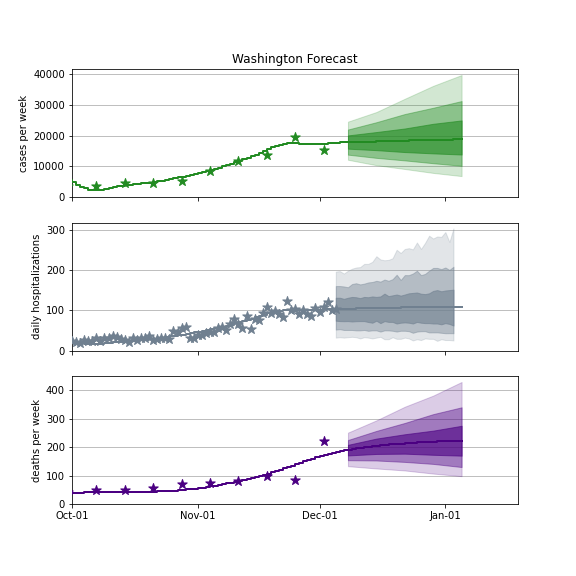 Washington Forecast
40000
30000
20000
10000
0
cases per week
300
200
100
0
daily hospitalizations
400
300
200
100
0
deaths per week
Oct-01
Nov-01
Dec-01
Jan-01